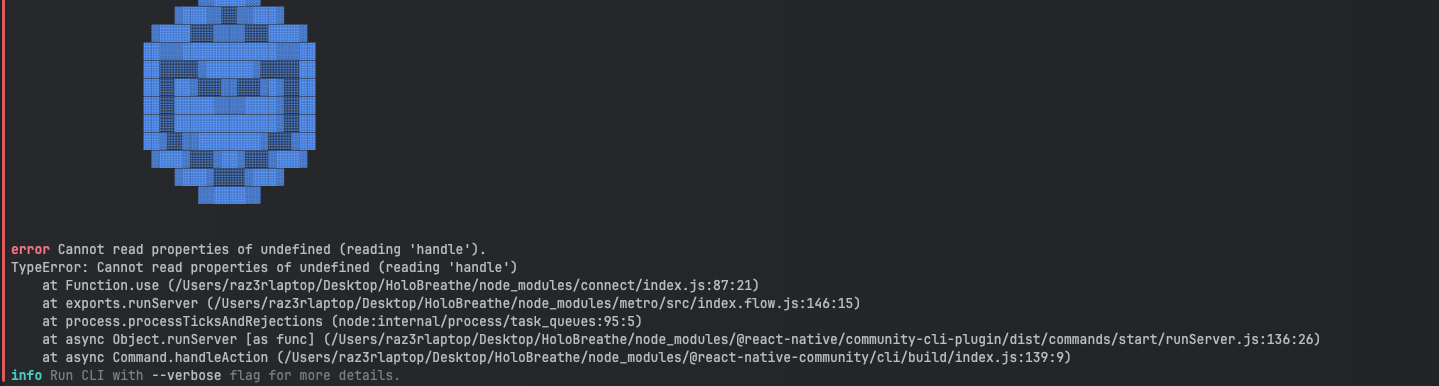 error Cannot read properties of undefined (reading 'handle').
TypeError: Cannot read properties of undefined (reading 'handle')
    at Function.use (/Users/raz3rlaptop/Desktop/HoloBreathe/node_modules/connect/index.js:87:21)
    at exports.runServer (/Users/raz3rlaptop/Desktop/HoloBreathe/node_modules/metro/src/index.flow.js:146:15)
    at process.processTicksAndRejections (node:internal/process/task_queues:95:5)
    at async Object.runServer [as func] (/Users/raz3rlaptop/Desktop/HoloBreathe/node_modules/@react-native/community-cli-plugin/dist/commands/start/runServer.js:136:26)
    at async Command.handleAction (/Users/raz3rlaptop/Desktop/HoloBreathe/node_modules/@react-native-community/cli/build/index.js:139:9)
info Run CLI with --verbose flag for more details.